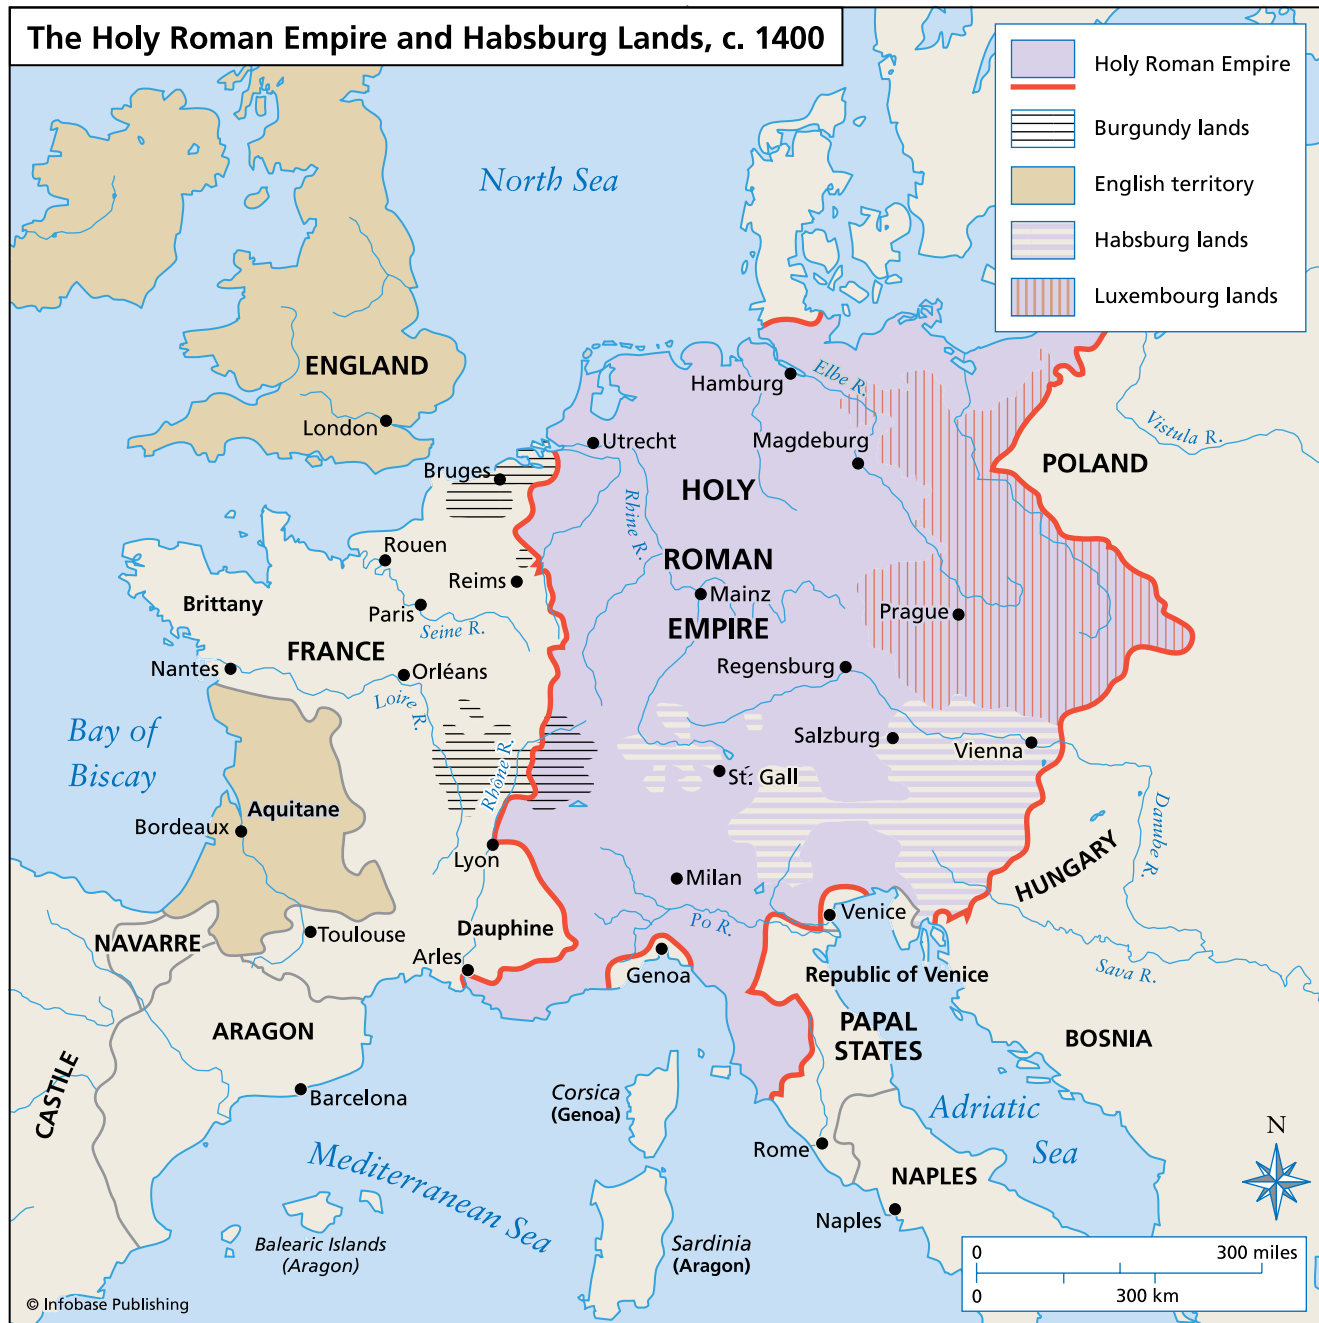 The Holy Roman Empire and Habsburg Lands, c. 1400
Holy Roman Empire
Burgundy lands
English territory
Habsburg lands
Luxembourg lands
North Sea
ENGLAND
London
Hamburg
Elbe R.
Utrecht
Magdeburg
Vistula R.
POLAND
Bruges
HOLY
Rhine R.
Rouen
ROMAN
Reims
Mainz
Brittany
Paris
Seine R.
EMPIRE
Prague
FRANCE
Nantes
Orléans
Regensburg
Loire R.
Bay of
Biscay
Rhône R.
Salzburg
Vienna
St. Gall
Aquitane
Bordeaux
Danube R.
Lyon
HUNGARY
Milan
Po R.
Venice
Dauphine
NAVARRE
Toulouse
Arles
Genoa
Republic of Venice
Sava R.
ARAGON
PAPAL
STATES
BOSNIA
CASTILE
Barcelona
Corsica
(Genoa)
Adriatic
Sea
N
Rome
Mediterranean Sea
NAPLES
Naples
Balearic Islands
(Aragon)
Sardinia
(Aragon)
0 300 miles
0 300 km
© Infobase Publishing